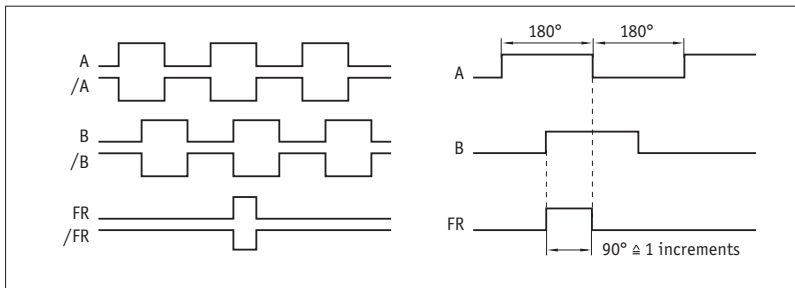 A
/A
B
/B
FR
/FR
180° 180°
A
B
FR
90° ≙ 1 increments